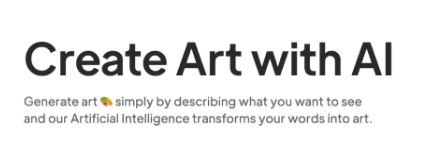 Create Art with AI
Generate art 🎨 simply by describing what you want to see
and our Artificial Intelligence transforms your words into art.